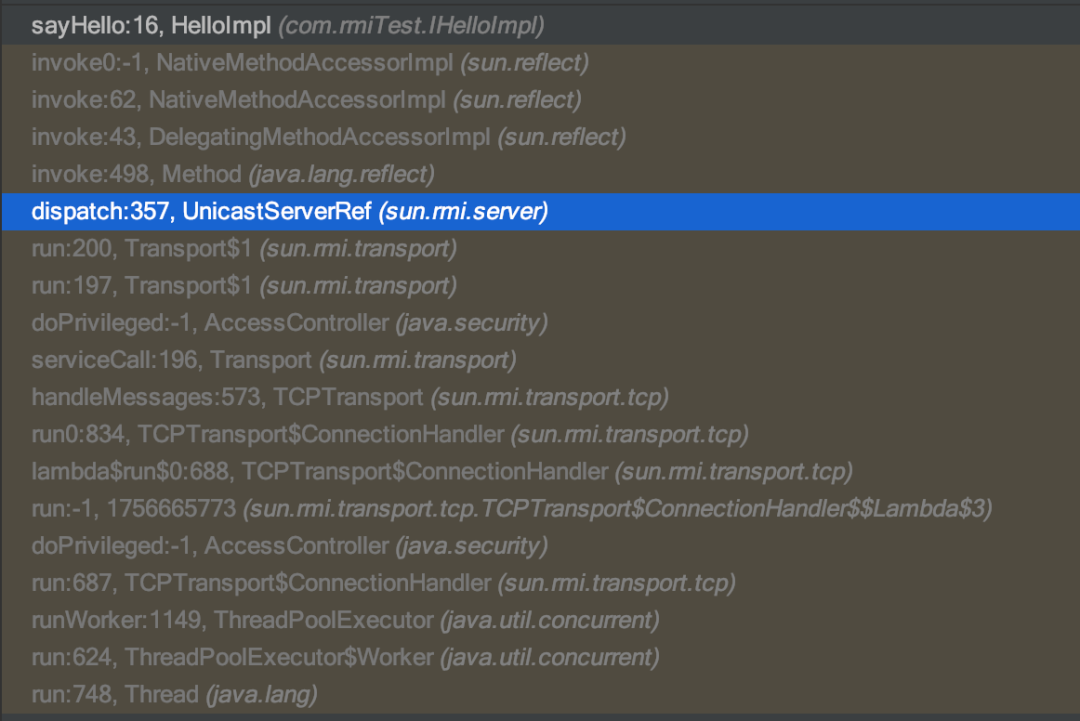 sayHello:16, HelloImpl (com.rmiTest.IHelloImpl)
invoke0:-1, NativeMethodAccessorImpl (sun.reflect)
invoke:62, NativeMethodAccessorImpl (sun.reflect)
invoke:43, DelegatingMethodAccessorImpl (sun.reflect)
invoke:498, Method (java.lang.reflect)
dispatch:357, UnicastServerRef (sun.rmi.server)
run:200, Transport$1 (sun.rmi.transport)
run:197, Transport$1 (sun.rmi.transport)
doPrivileged:-1, AccessController (java.security)
serviceCall:196, Transport (sun.rmi.transport)
handleMessages:573, TCPTransport (sun.rmi.transport.tcp)
run0:834, TCPTransport$ConnectionHandler (sun.rmi.transport.tcp)
lambda$run$0:688, TCPTransport$ConnectionHandler (sun.rmi.transport.tcp)
run:-1, 1756665773 (sun.rmi.transport.tcp.TCPTransport$ConnectionHandler$$Lambda$3)
doPrivileged:-1, AccessController (java.security)
run:687, TCPTransport$ConnectionHandler (sun.rmi.transport.tcp)
runWorker:1149, ThreadPoolExecutor (java.util.concurrent)
run:624, ThreadPoolExecutor$Worker (java.util.concurrent)
run:748, Thread (java.lang)